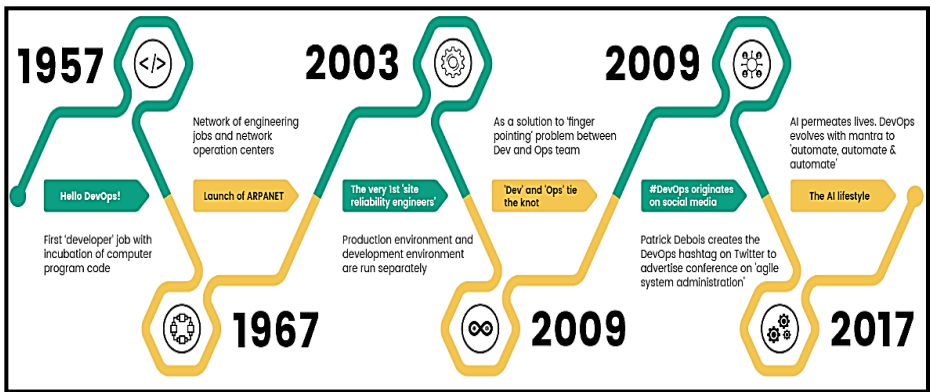 1957
</>
Hello DevOps!
First 'developer' job with
incubation of computer
program code
Network of engineering
jobs and network
operation centers
Launch of ARPANET
1967
2003
The very 1st 'site
reliability engineers'
Production environment and
development environment
are run separately
As a solution to 'finger
pointing' problem between
Dev and Ops team
'Dev' and 'Ops' tie
the knot
2009
2009
#DevOps originates
on social media
Patrick Debois creates the
DevOps hashtag on Twitter to
advertise conference on 'agile
system administration'
AI permeates lives. DevOps
evolves with mantra to
'automate, automate &
automate'
The AI lifestyle
2017